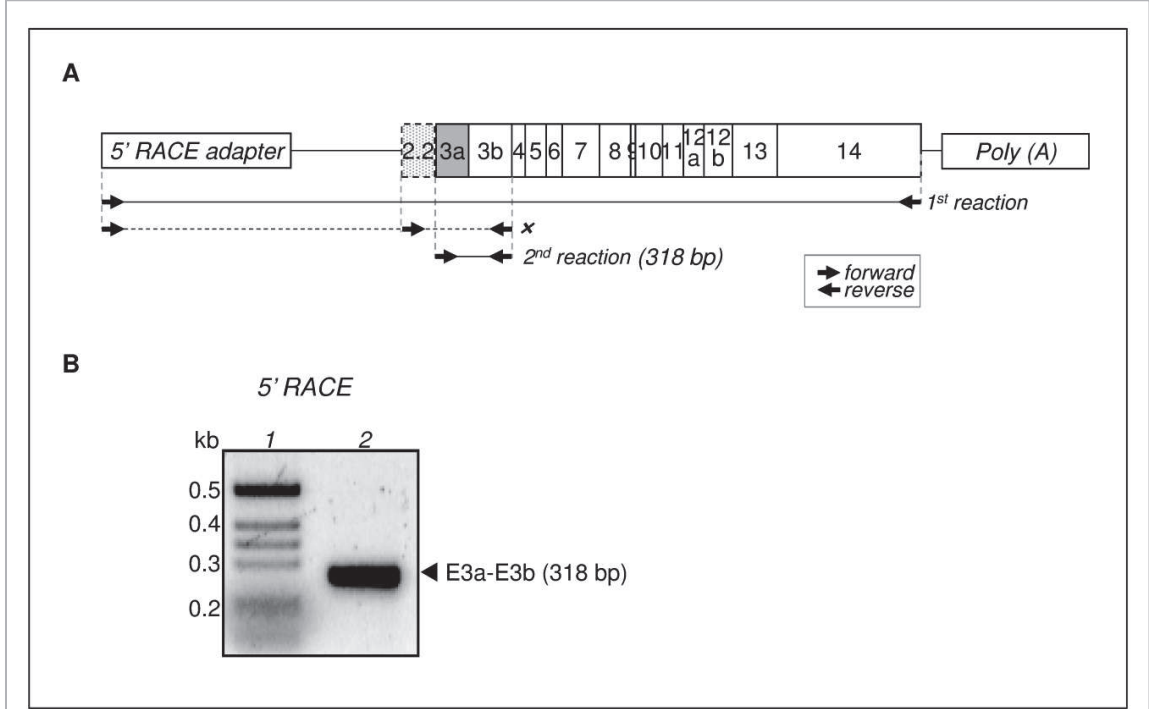 A
5' RACE adapter 2.2 3a 3b 4 5 6 7 8 9 10 11 12a 12b 13 14 Poly (A)
1st reaction
x
2nd reaction (318 bp)
forward
reverse
B
5' RACE
kb 1 2
0.5
0.4
0.3
E3a-E3b (318 bp)
0.2